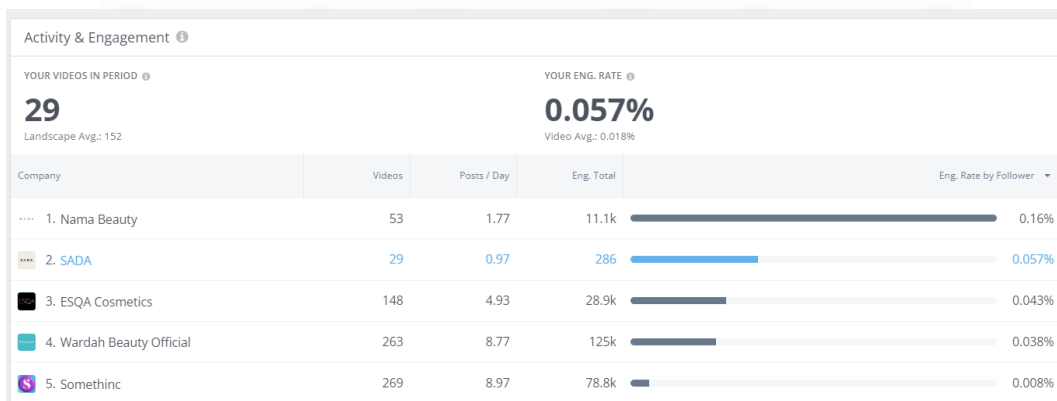 Activity & Engagement
YOUR VIDEOS IN PERIOD
YOUR ENG. RATE
29
0.057%
Landscape Avg.: 152
Video Avg.: 0.018%
Company Videos Posts / Day Eng. Total Eng. Rate by Follower
1. Nama Beauty 53 1.77 11.1k 0.16%
2. SADA 29 0.97 286 0.057%
3. ESQA Cosmetics 148 4.93 28.9k 0.043%
4. Wardah Beauty Official 263 8.77 125k 0.038%
5. Somethinc 269 8.97 78.8k 0.008%